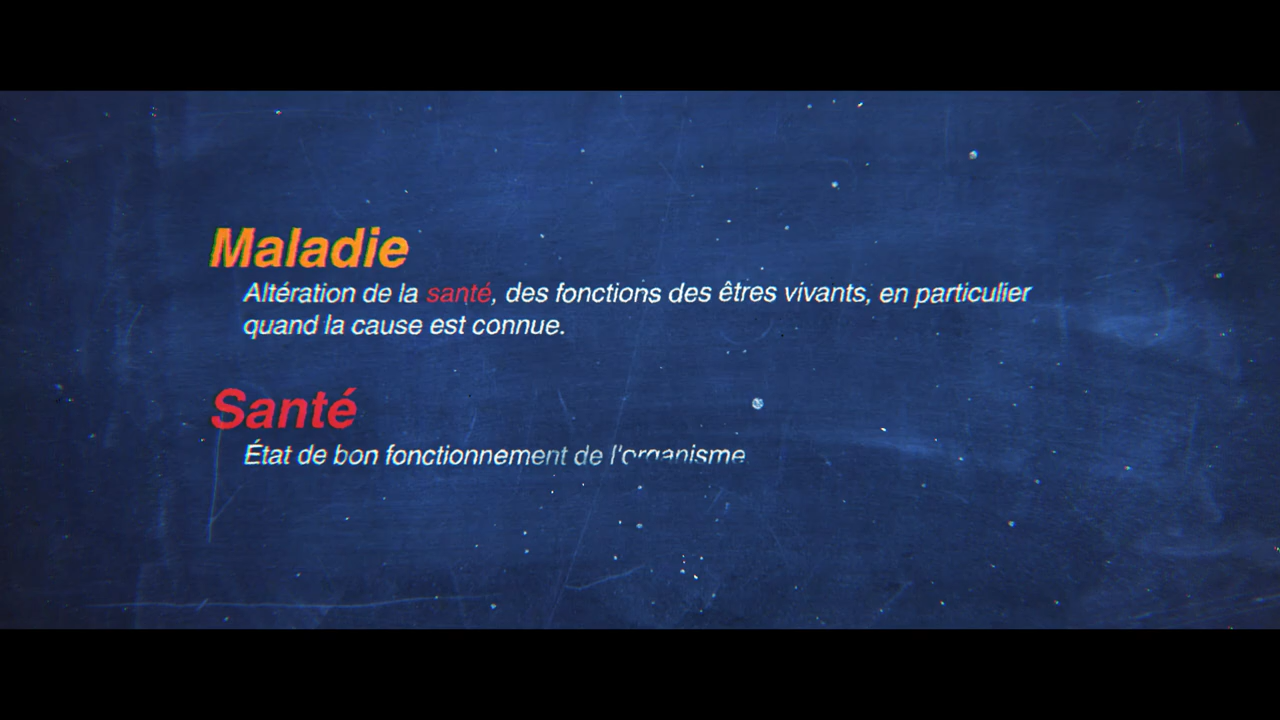 Maladie
Altération de la santé, des fonctions des êtres vivants, en particulier
quand la cause est connue.
Santé
État de bon fonctionnement de l'organisme